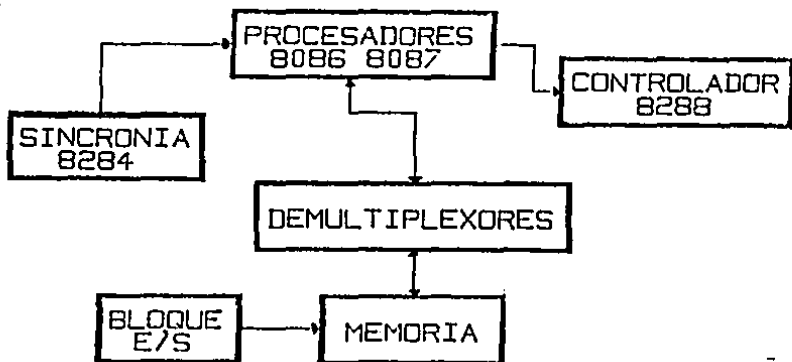 PROCESADORES
8086 8087
CONTROLADOR
8288
SINCRONIA
8284
DEMULTIPLEXORES
BLOQUE
E/S
MEMORIA